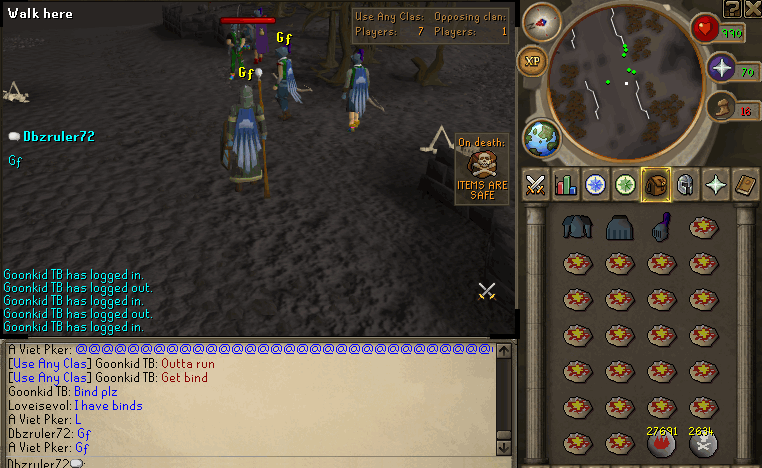 Walk here
Use Any Clas: Opposing clan:
Players: 7 Players: 1
Gf
Gf
Dbzruler72
Gf
On death:
ITEMS ARE
SAFE
Goonkid TB has logged in.
Goonkid TB has logged out.
Goonkid TB has logged in.
Goonkid TB has logged out.
Goonkid TB has logged in.
A Viet Pker: @@@@@@@@@@@@@@@@@@@@@@@@@@@@@@@@
[Use Any Clas] Goonkid TB: Outta run
[Use Any Clas] Goonkid TB: Get bind
Goonkid TB: Bind plz
Loveisevol: I have binds
A Viet Pker: L
Dbzruler72: Gf
A Viet Pker: Gf
Dbzruler72:
?
990
XP
70
16
27691 2634